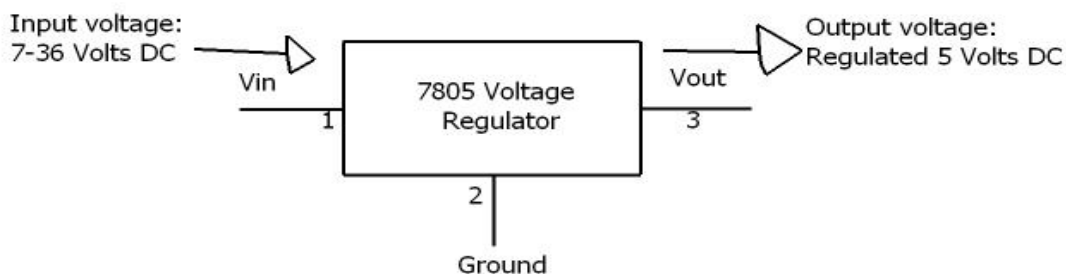 Input voltage:
7-36 Volts DC
Vin
1
7805 Voltage
Regulator
2
Ground
Vout
3
Output voltage:
Regulated 5 Volts DC